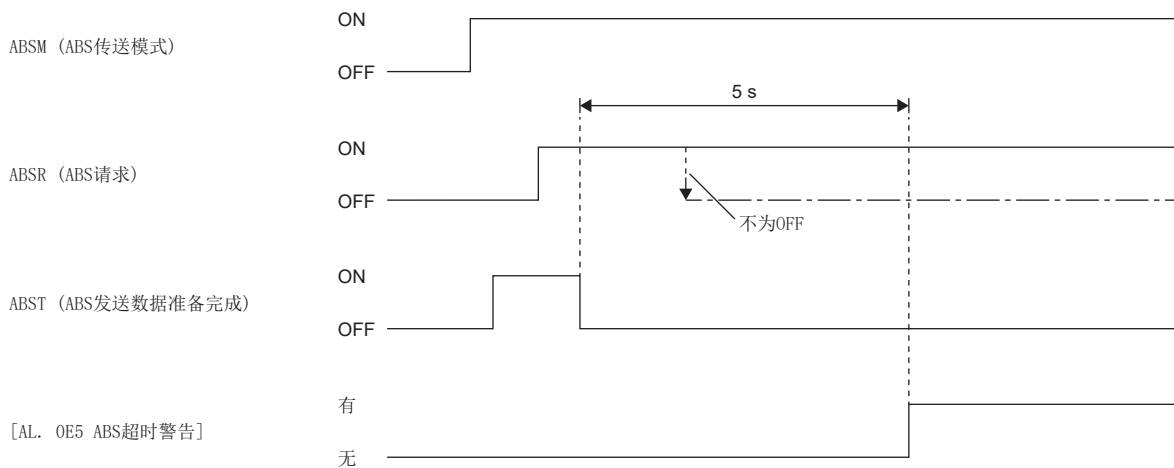 ON
ABSM (ABS传送模式)
OFF
5 s
ON
ABSR (ABS请求)
OFF
不为OFF
ON
ABST (ABS发送数据准备完成)
OFF
有
[AL. 0E5 ABS超时警告]
无